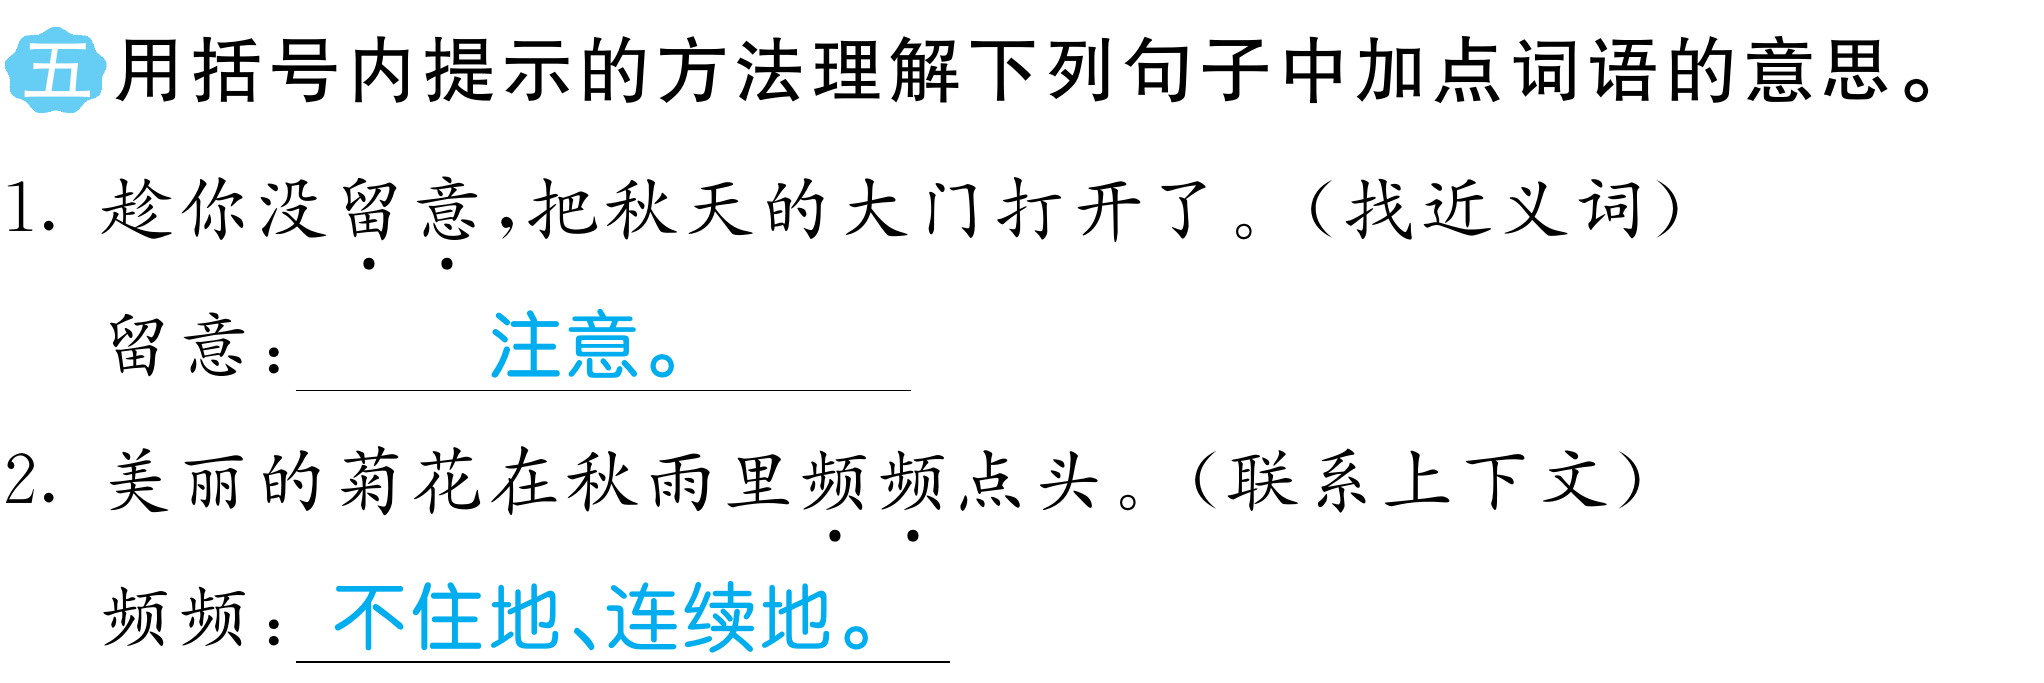 五 用括号内提示的方法理解下列句子中加点词语的意思。
1. 趁你没留意,把秋天的大门打开了。(找近义词)
留意:注意。
2. 美丽的菊花在秋雨里频频点头。(联系上下文)
频频:不住地、连续地。